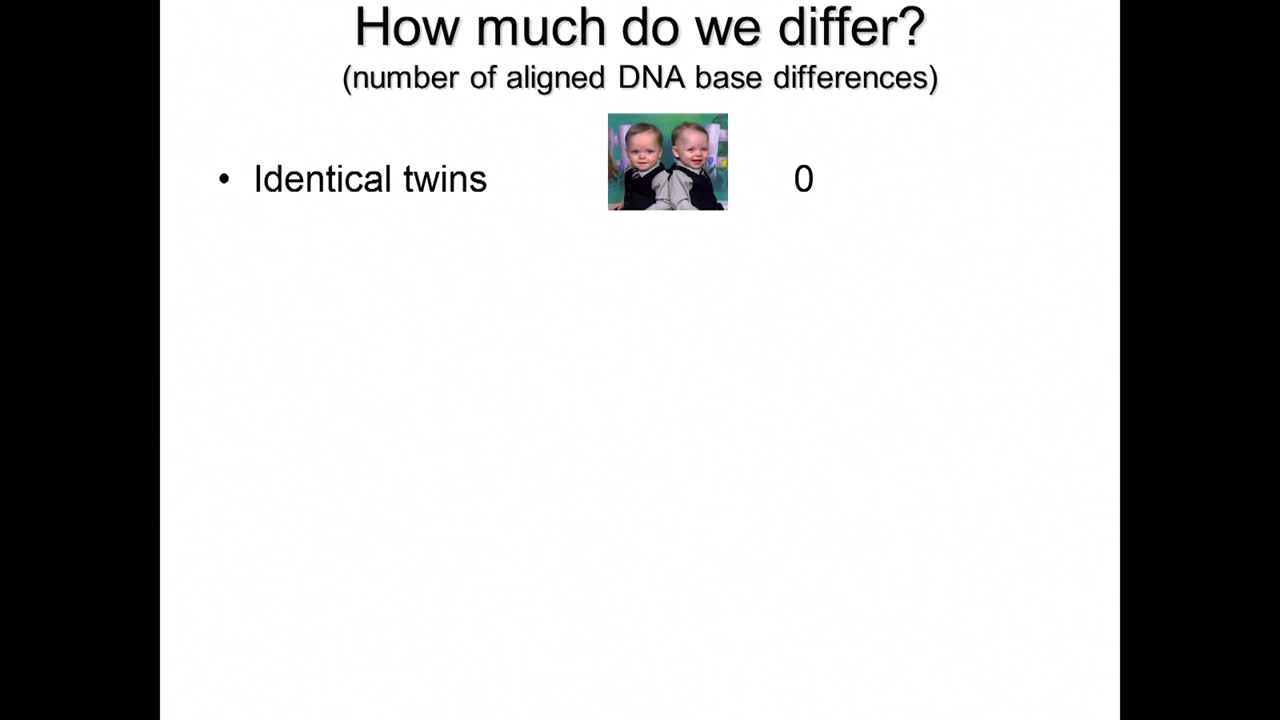 How much do we differ?
(number of aligned DNA base differences)
• Identical twins 0